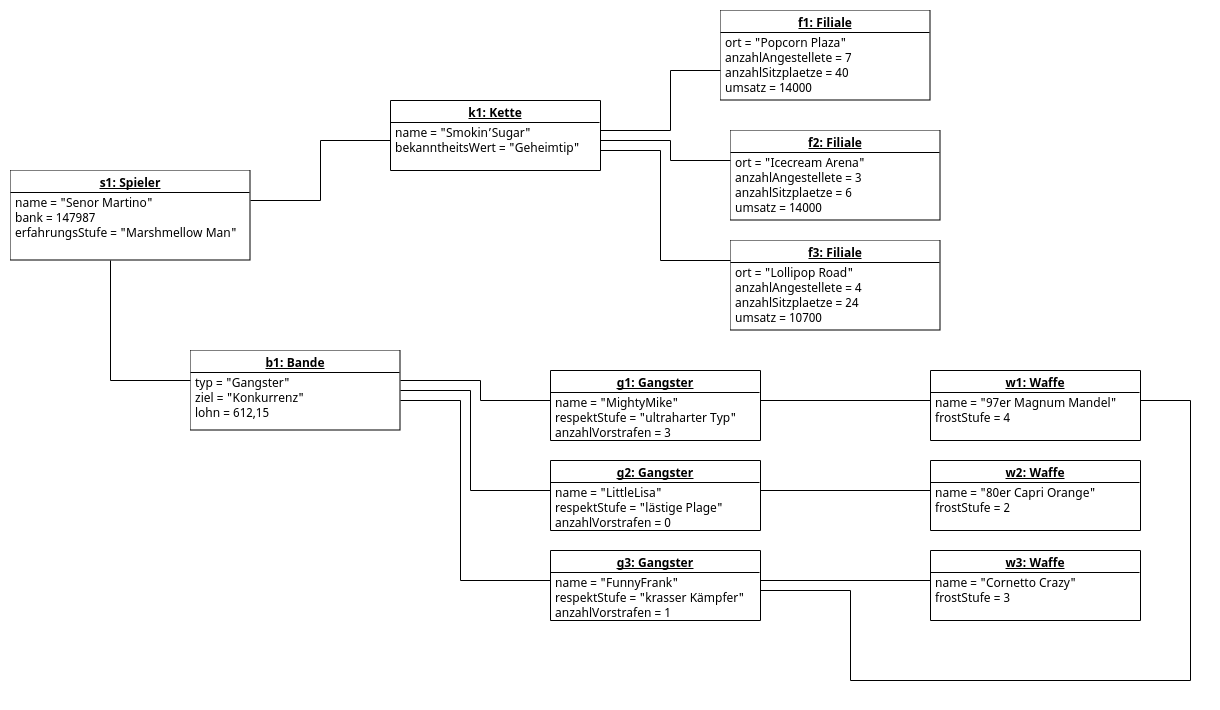 f1: Filiale
ort = "Popcorn Plaza"
anzahlAngestellete = 7
anzahlSitzplaetze = 40
umsatz = 14000
k1: Kette
name = "Smokin'Sugar"
bekanntheitsWert = "Geheimtip"
f2: Filiale
ort = "Icecream Arena"
anzahlAngestellete = 3
anzahlSitzplaetze = 6
umsatz = 14000
s1: Spieler
name = "Senor Martino"
bank = 147987
erfahrungsStufe = "Marshmellow Man"
f3: Filiale
ort = "Lollipop Road"
anzahlAngestellete = 4
anzahlSitzplaetze = 24
umsatz = 10700
b1: Bande
typ = "Gangster"
ziel = "Konkurrenz"
lohn = 612,15
g1: Gangster
name = "MightyMike"
respektStufe = "ultraharter Typ"
anzahlVorstrafen = 3
w1: Waffe
name = "97er Magnum Mandel"
frostStufe = 4
g2: Gangster
name = "LittleLisa"
respektStufe = "lästige Plage"
anzahlVorstrafen = 0
w2: Waffe
name = "80er Capri Orange"
frostStufe = 2
g3: Gangster
name = "FunnyFrank"
respektStufe = "krasser Kämpfer"
anzahlVorstrafen = 1
w3: Waffe
name = "Cornetto Crazy"
frostStufe = 3